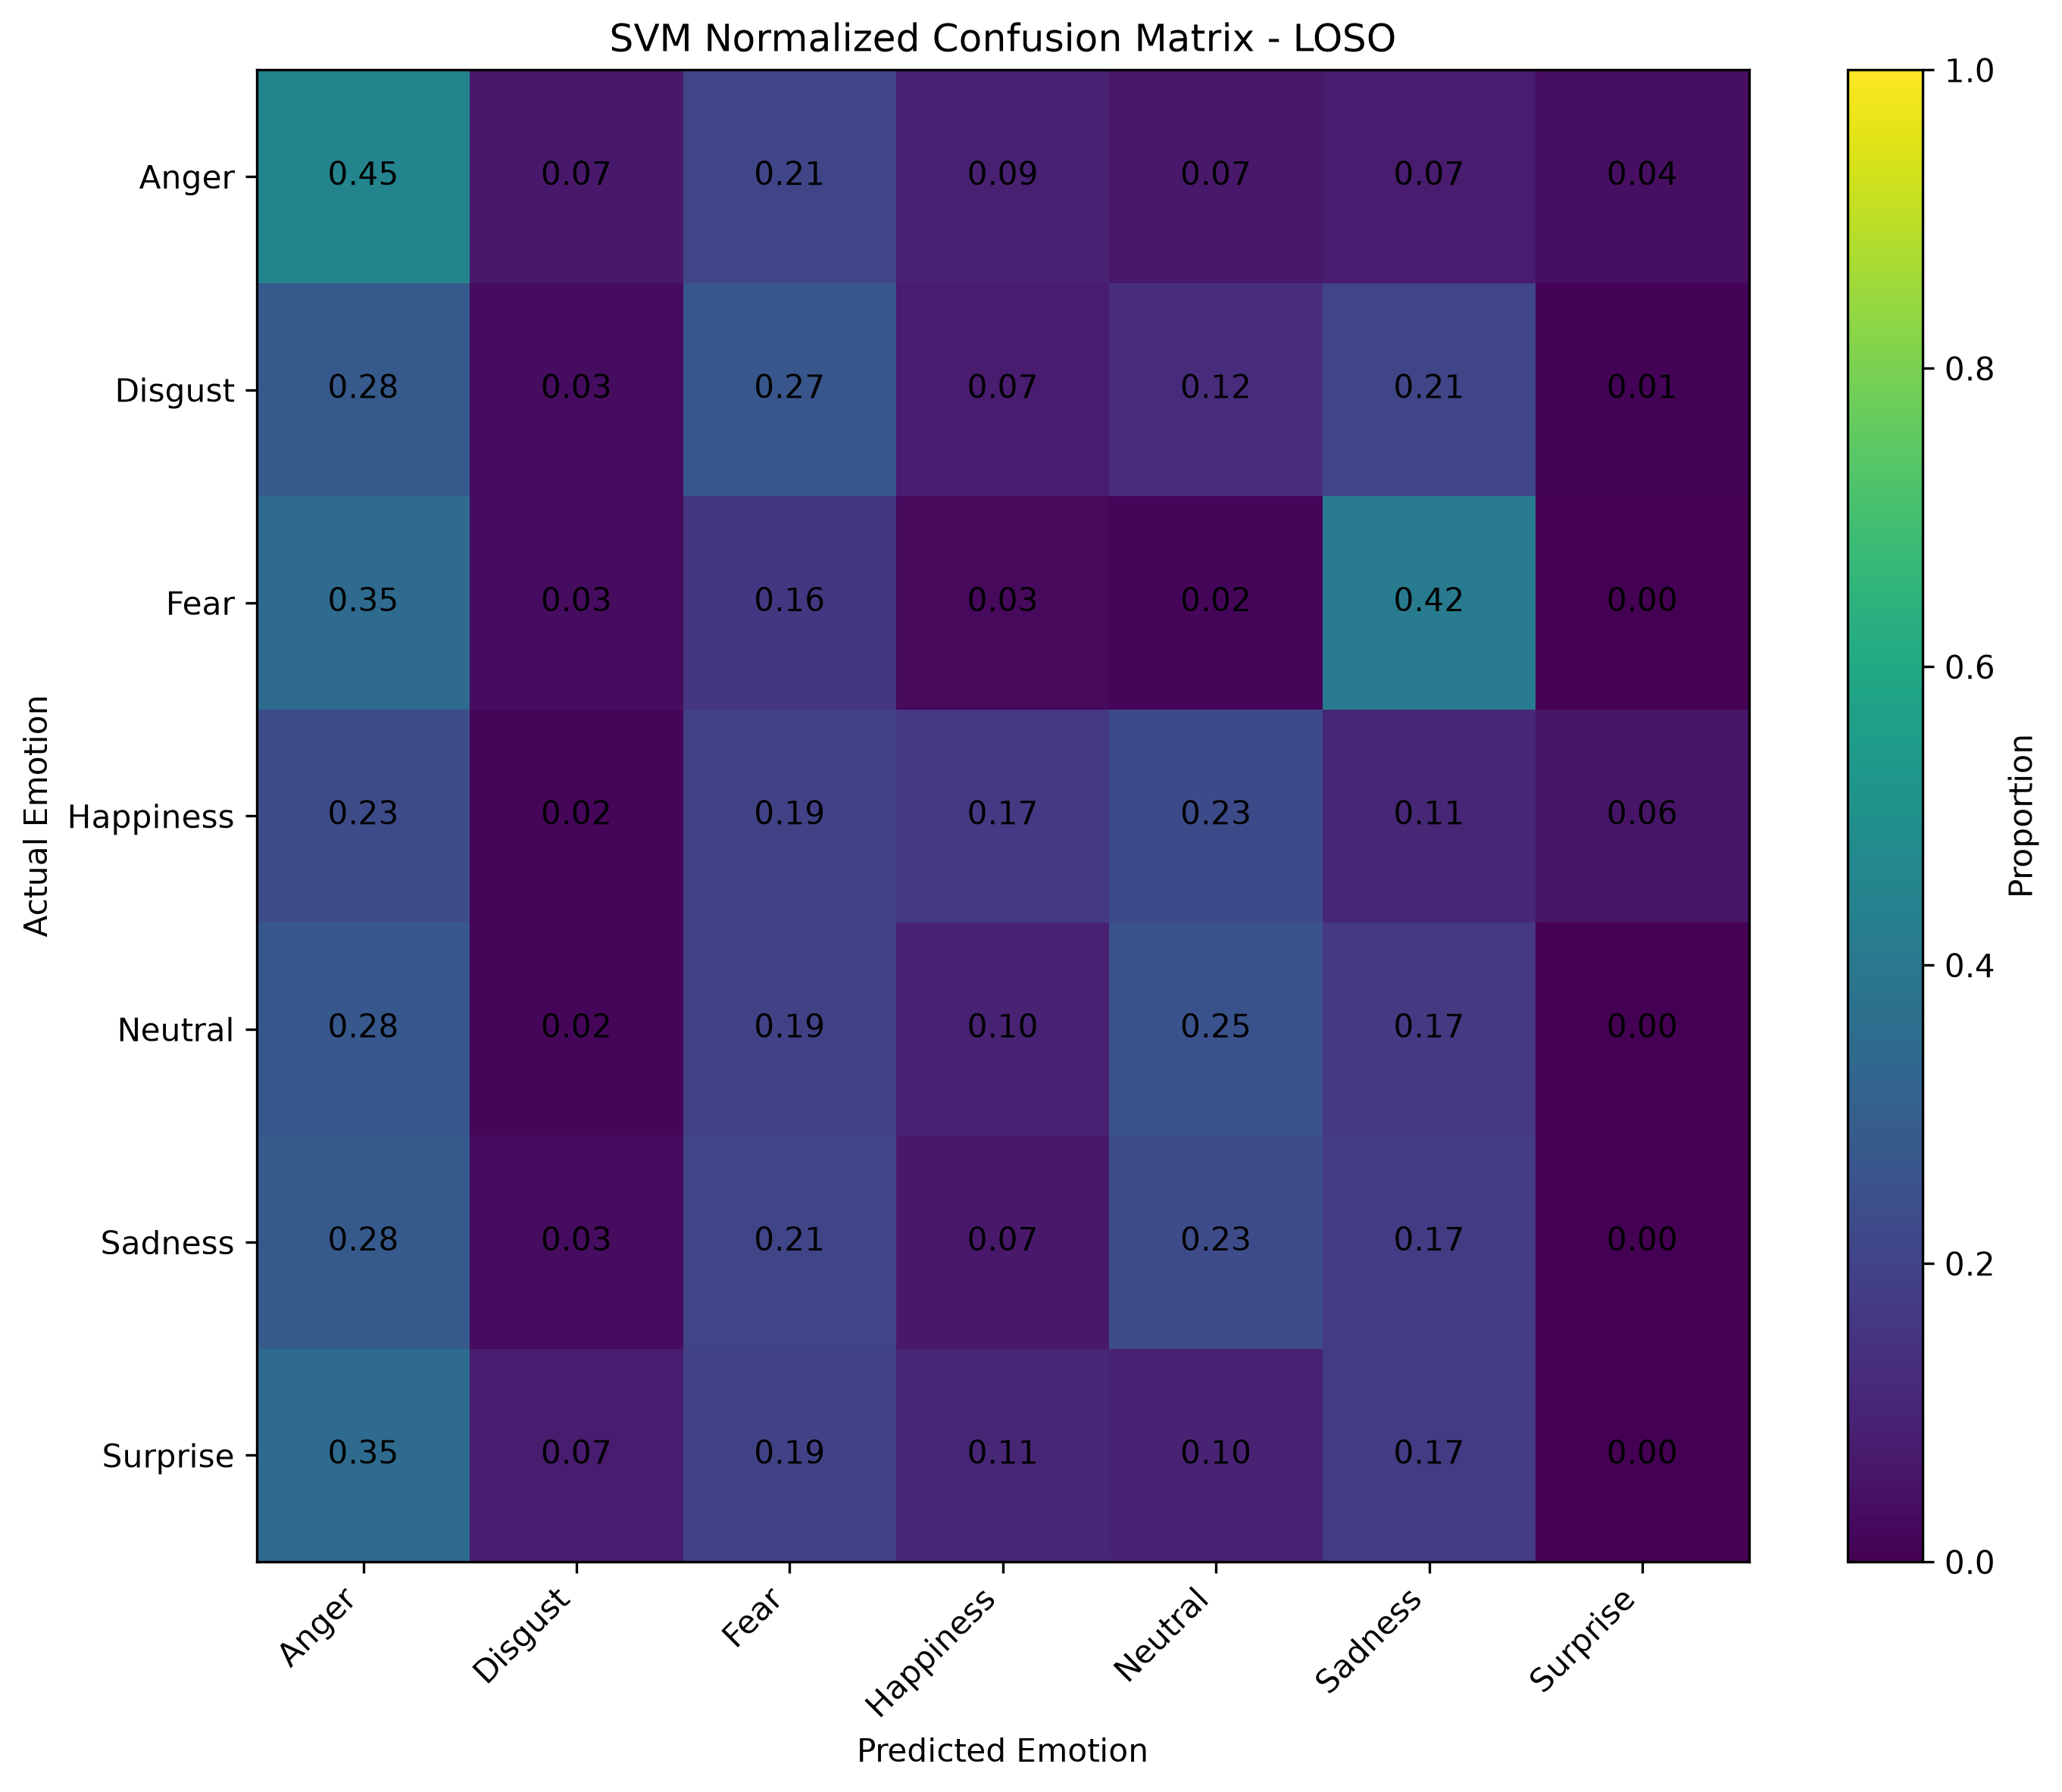 SVM Normalized Confusion Matrix - LOSO
Anger 0.45 0.07 0.21 0.09 0.07 0.07 0.04
Disgust 0.28 0.03 0.27 0.07 0.12 0.21 0.01
Fear 0.35 0.03 0.16 0.03 0.02 0.42 0.00
Happiness 0.23 0.02 0.19 0.17 0.23 0.11 0.06
Neutral 0.28 0.02 0.19 0.10 0.25 0.17 0.00
Sadness 0.28 0.03 0.21 0.07 0.23 0.17 0.00
Surprise 0.35 0.07 0.19 0.11 0.10 0.17 0.00
Actual Emotion
Anger Disgust Fear Happiness Neutral Sadness Surprise
Predicted Emotion
1.0
0.8
0.6
0.4
0.2
0.0
Proportion